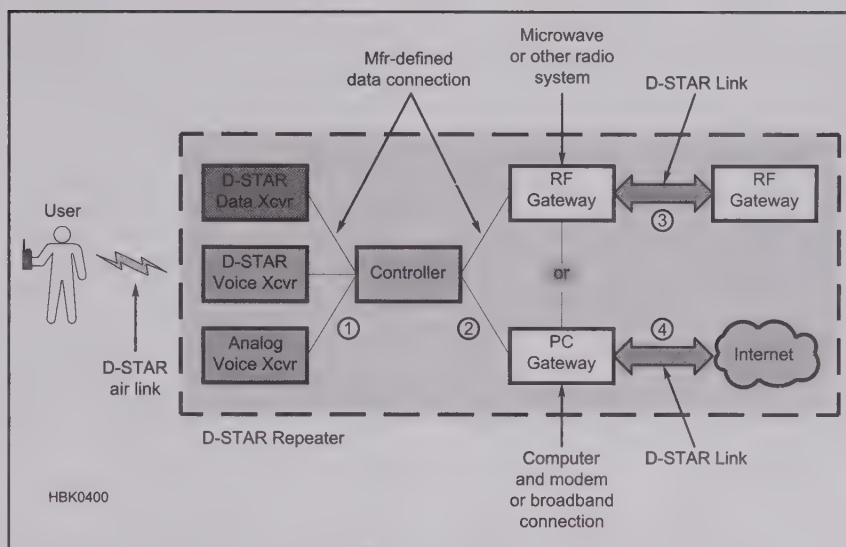 Microwave
or other radio
system
Mfr-defined
data connection
D-STAR Link
D-STAR
Data Xcvr
RF
Gateway
RF
Gateway
③
User
D-STAR
Voice Xcvr
Controller
or
①
②
Analog
Voice Xcvr
PC
Gateway
④
Internet
D-STAR
air link
D-STAR Repeater
Computer
and modem
or broadband
connection
D-STAR Link
HBK0400